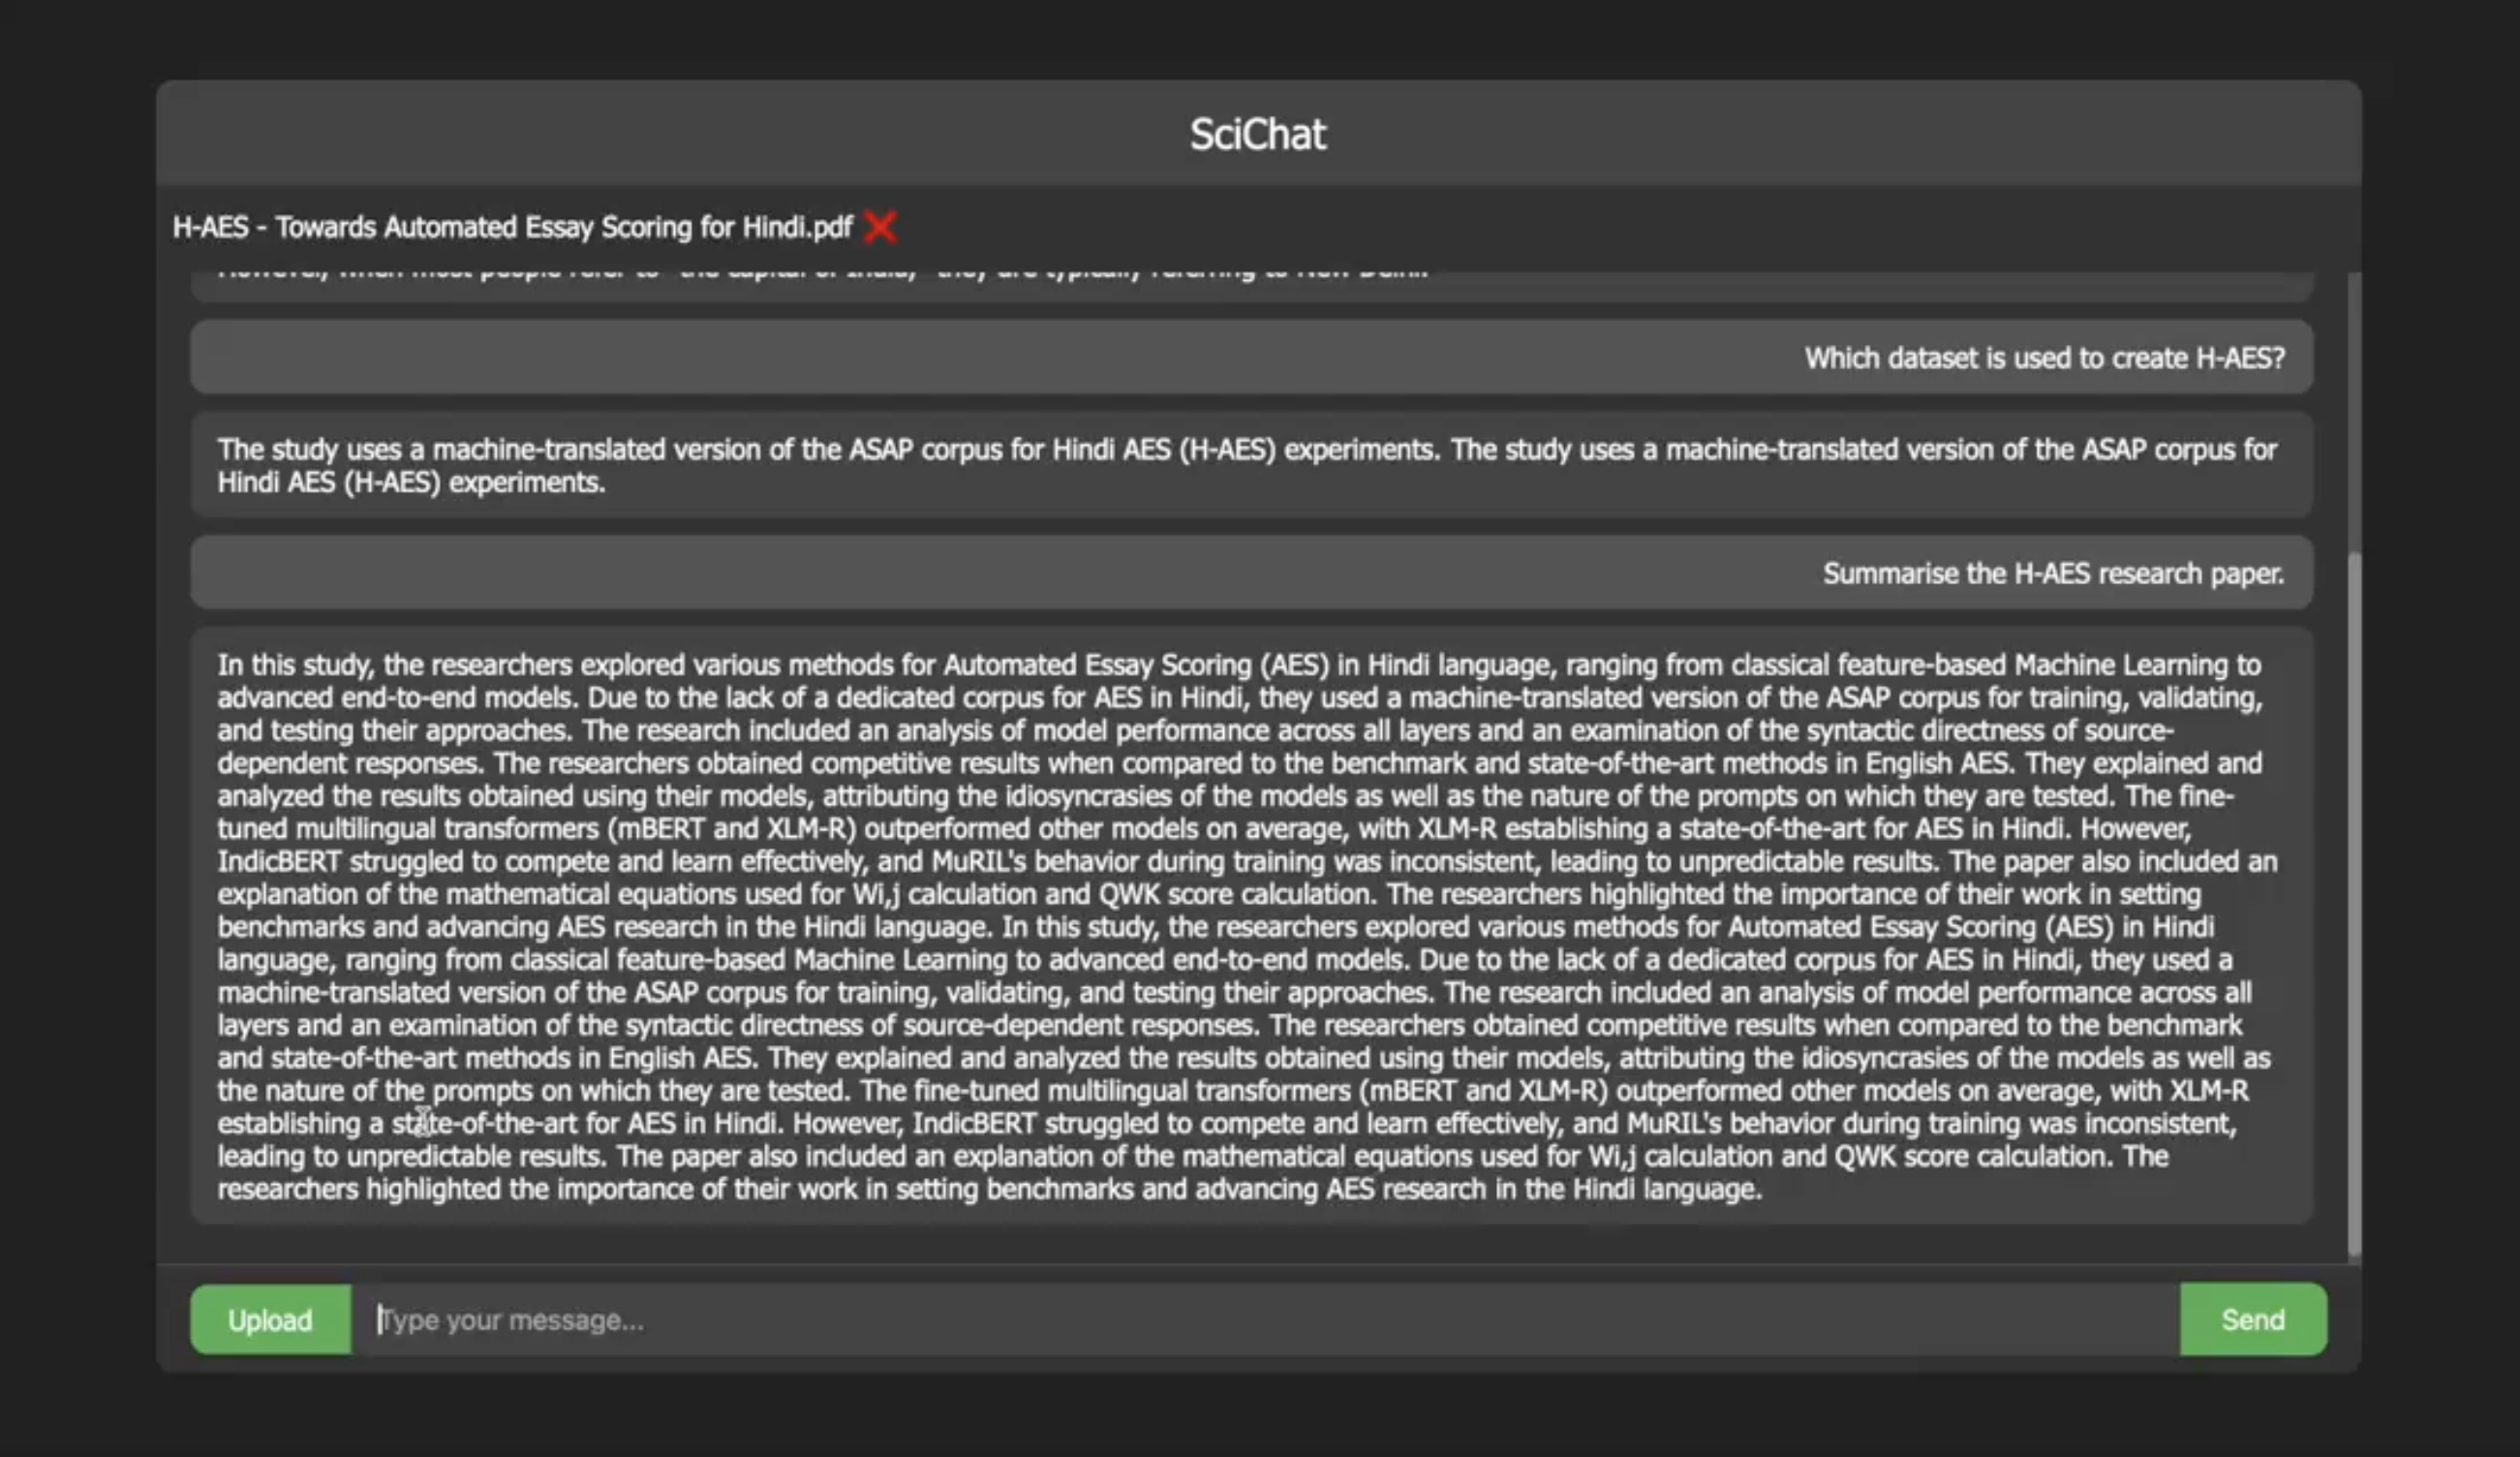 SciChat
H-AES - Towards Automated Essay Scoring for Hindi.pdf
However, when most people refer to "the capital of India," they are typically referring to New Delhi.
Which dataset is used to create H-AES?
The study uses a machine-translated version of the ASAP corpus for Hindi AES (H-AES) experiments. The study uses a machine-translated version of the ASAP corpus for
Hindi AES (H-AES) experiments.
Summarise the H-AES research paper.
In this study, the researchers explored various methods for Automated Essay Scoring (AES) in Hindi language, ranging from classical feature-based Machine Learning to
advanced end-to-end models. Due to the lack of a dedicated corpus for AES in Hindi, they used a machine-translated version of the ASAP corpus for training, validating,
and testing their approaches. The research included an analysis of model performance across all layers and an examination of the syntactic directness of source-
dependent responses. The researchers obtained competitive results when compared to the benchmark and state-of-the-art methods in English AES. They explained and
analyzed the results obtained using their models, attributing the idiosyncrasies of the models as well as the nature of the prompts on which they are tested. The fine-
tuned multilingual transformers (mBERT and XLM-R) outperformed other models on average, with XLM-R establishing a state-of-the-art for AES in Hindi. However,
IndicBERT struggled to compete and learn effectively, and MuRIL's behavior during training was inconsistent, leading to unpredictable results. The paper also included an
explanation of the mathematical equations used for Wi,j calculation and QWK score calculation. The researchers highlighted the importance of their work in setting
benchmarks and advancing AES research in the Hindi language. In this study, the researchers explored various methods for Automated Essay Scoring (AES) in Hindi
language, ranging from classical feature-based Machine Learning to advanced end-to-end models. Due to the lack of a dedicated corpus for AES in Hindi, they used a
machine-translated version of the ASAP corpus for training, validating, and testing their approaches. The research included an analysis of model performance across all
layers and an examination of the syntactic directness of source-dependent responses. The researchers obtained competitive results when compared to the benchmark
and state-of-the-art methods in English AES. They explained and analyzed the results obtained using their models, attributing the idiosyncrasies of the models as well as
the nature of the prompts on which they are tested. The fine-tuned multilingual transformers (mBERT and XLM-R) outperformed other models on average, with XLM-R
establishing a state-of-the-art for AES in Hindi. However, IndicBERT struggled to compete and learn effectively, and MuRIL's behavior during training was inconsistent,
leading to unpredictable results. The paper also included an explanation of the mathematical equations used for Wi,j calculation and QWK score calculation. The
researchers highlighted the importance of their work in setting benchmarks and advancing AES research in the Hindi language.
Upload
Type your message...
Send